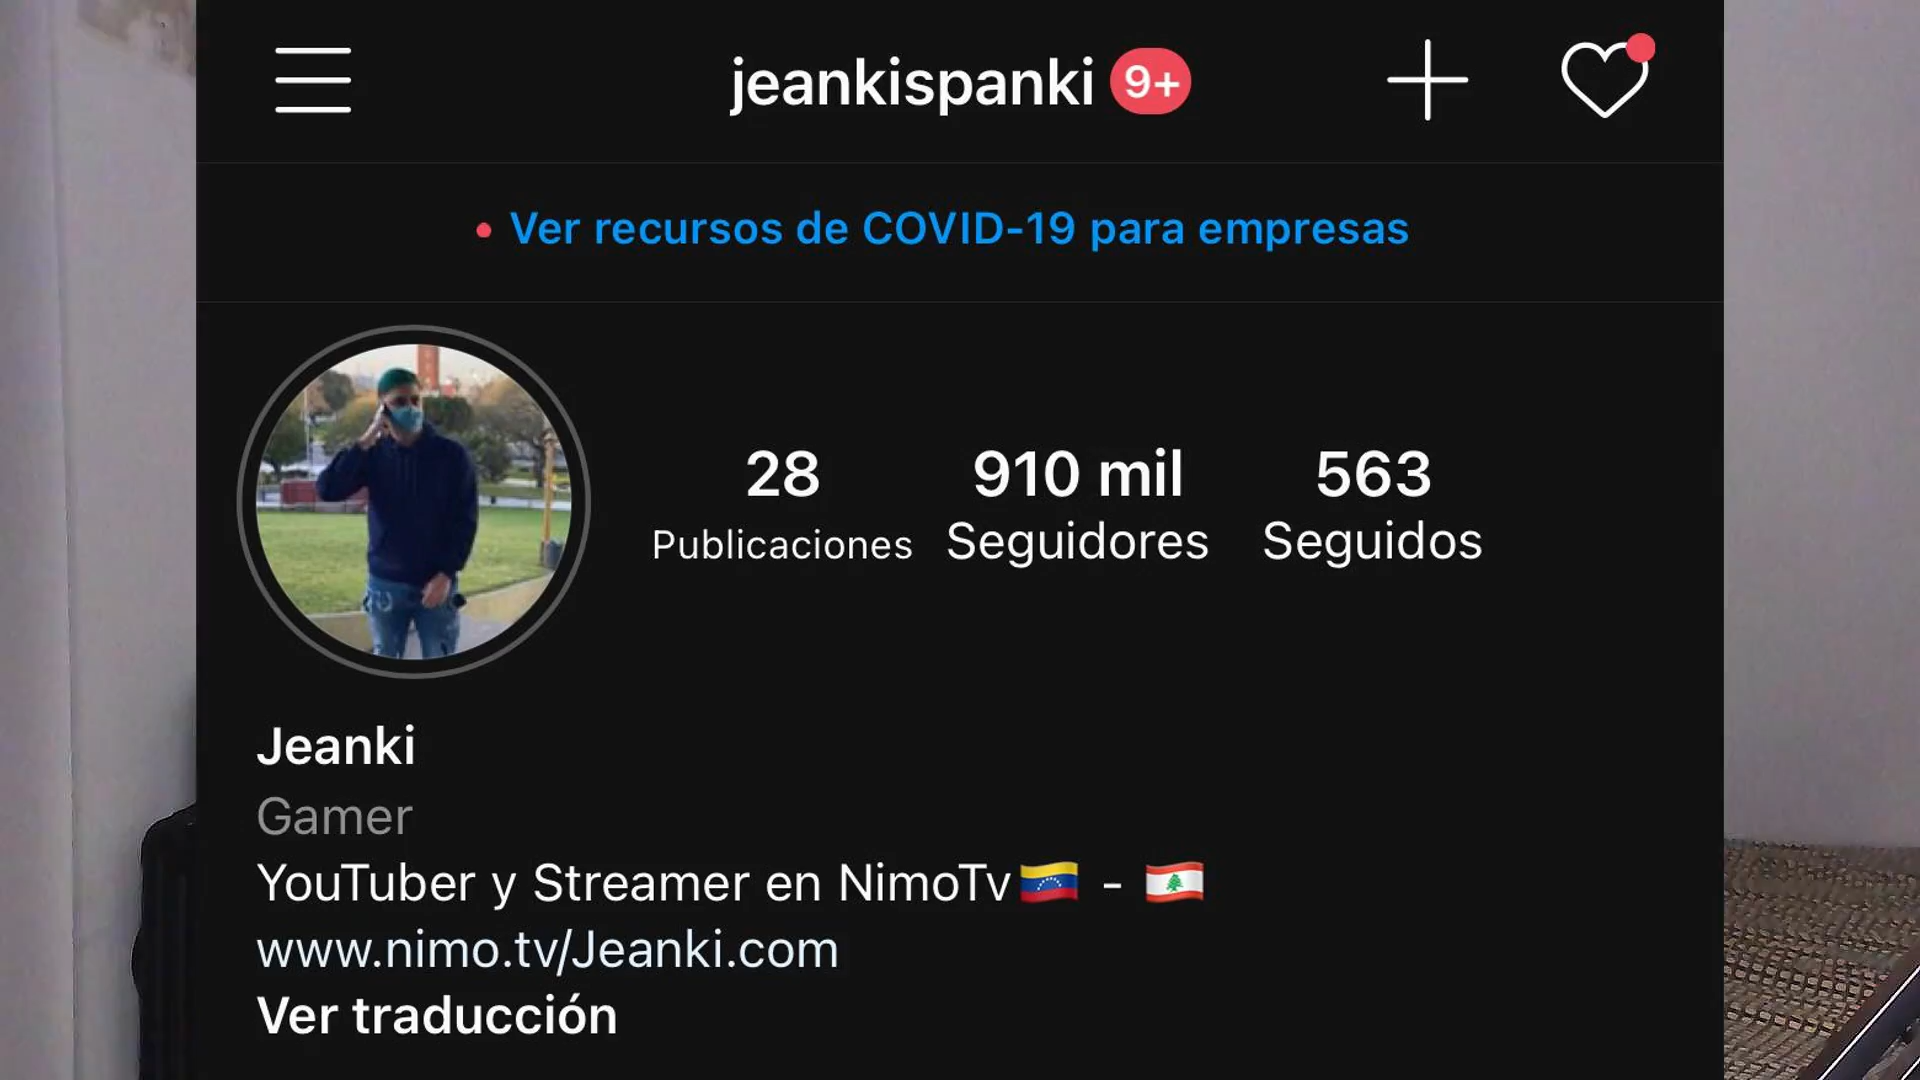 jeankispanki 9+
Ver recursos de COVID-19 para empresas
28 910 mil 563
Publicaciones Seguidores Seguidos
Jeanki
Gamer
YouTuber y Streamer en NimoTv🇻🇪 - 🇱🇧
www.nimo.tv/Jeanki.com
Ver traducción